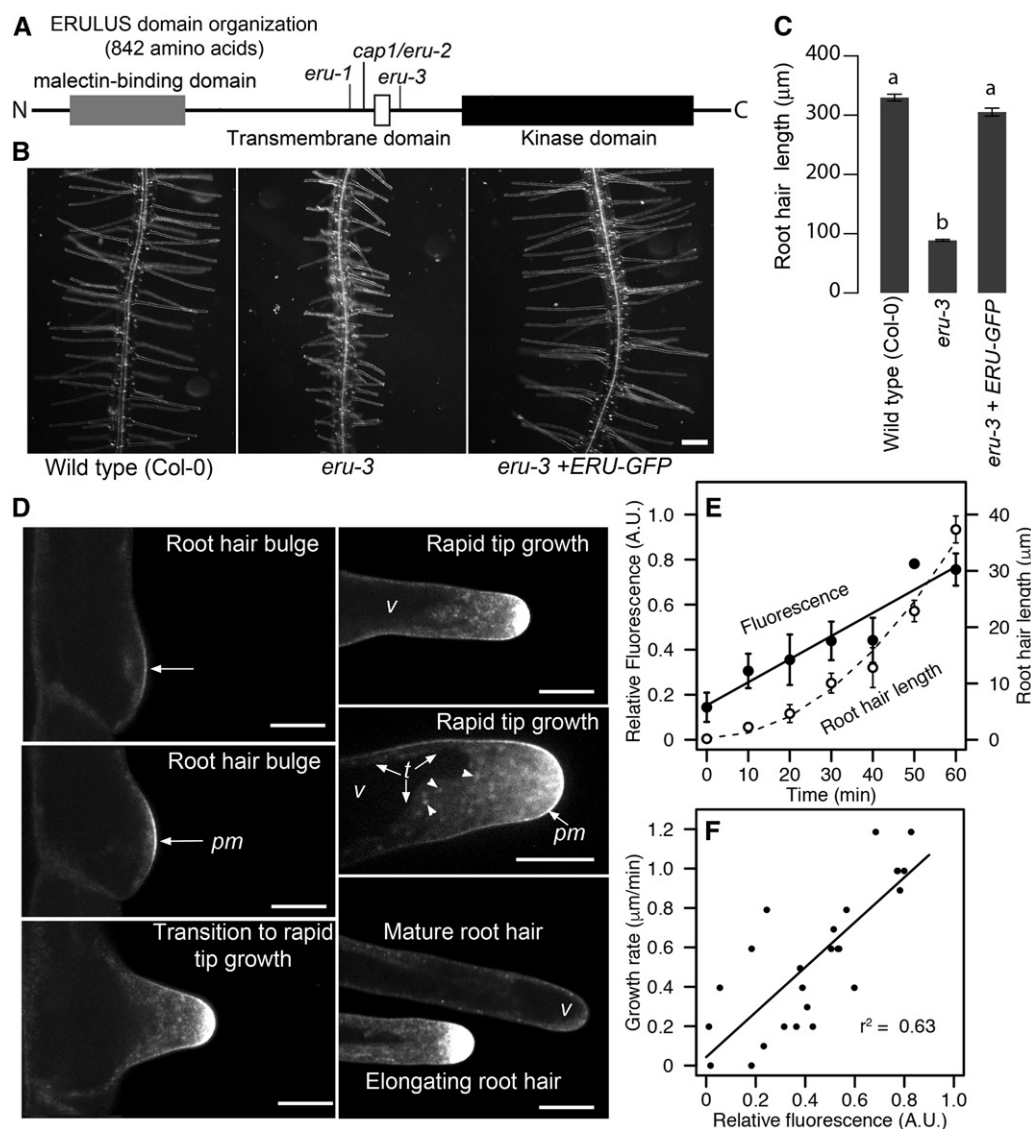 A
ERULUS domain organization
(842 amino acids)
malectin-binding domain
eru-1
cap1/eru-2
eru-3
N
C
Transmembrane domain
Kinase domain
B
Wild type (Col-0)
eru-3
eru-3 +ERU-GFP
C
Root hair length (μm)
400
300
200
100
0
a
b
a
Wild type (Col-0)
eru-3
eru-3 + ERU-GFP
D
Root hair bulge
Root hair bulge
pm
Transition to rapid
tip growth
Rapid tip growth
v
Rapid tip growth
t
v
pm
Mature root hair
v
Elongating root hair
E
Relative Fluorescence (A.U.)
1.0
0.8
0.6
0.4
0.2
0
Fluorescence
Root hair length
40
30
20
10
0
Root hair length (μm)
0 10 20 30 40 50 60
Time (min)
F
Growth rate (μm/min)
1.2
1.0
0.8
0.6
0.4
0.2
0
r² = 0.63
0 0.2 0.4 0.6 0.8 1.0
Relative fluorescence (A.U.)